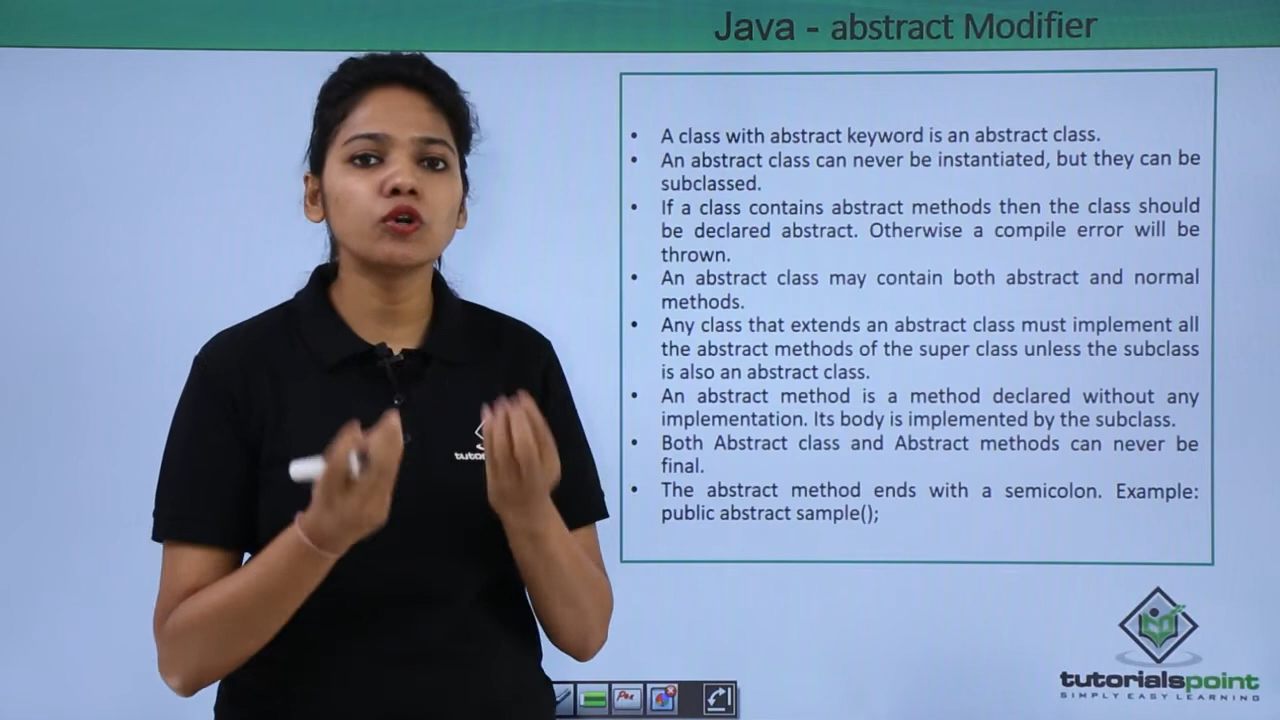 Java - abstract Modifier
• A class with abstract keyword is an abstract class.
• An abstract class can never be instantiated, but they can be
subclassed.
• If a class contains abstract methods then the class should
be declared abstract. Otherwise a compile error will be
thrown.
• An abstract class may contain both abstract and normal
methods.
• Any class that extends an abstract class must implement all
the abstract methods of the super class unless the subclass
is also an abstract class.
• An abstract method is a method declared without any
implementation. Its body is implemented by the subclass.
• Both Abstract class and Abstract methods can never be
final.
• The abstract method ends with a semicolon. Example:
public abstract sample();
tutorialspoint
SIMPLY EASY LEARNING